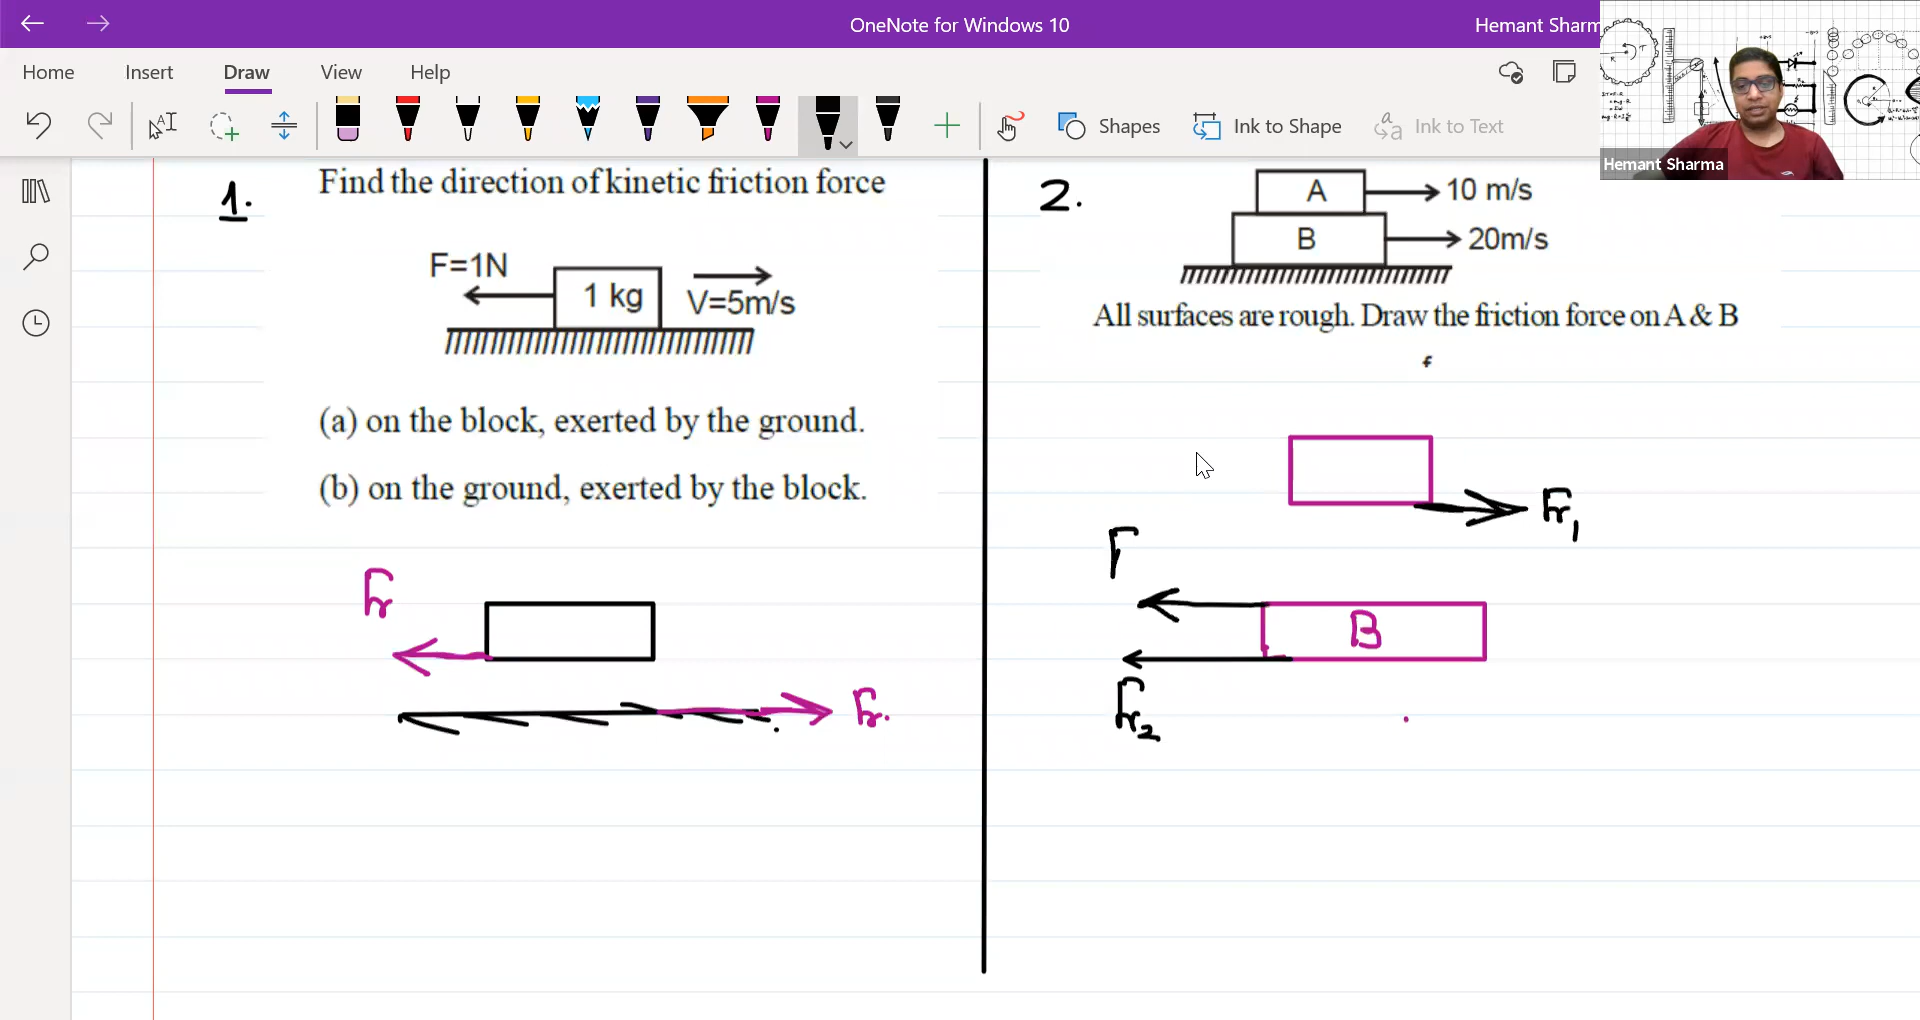 OneNote for Windows 10
Hemant Sharm
Home Insert Draw View Help
Shapes Ink to Shape Ink to Text
Hemant Sharma
1.
Find the direction of kinetic friction force
F=1N
1 kg
V=5m/s
(a) on the block, exerted by the ground.
(b) on the ground, exerted by the block.
Fr
Fr.
2.
A 10 m/s
B 20m/s
All surfaces are rough. Draw the friction force on A & B
Fr1
B
Fr2